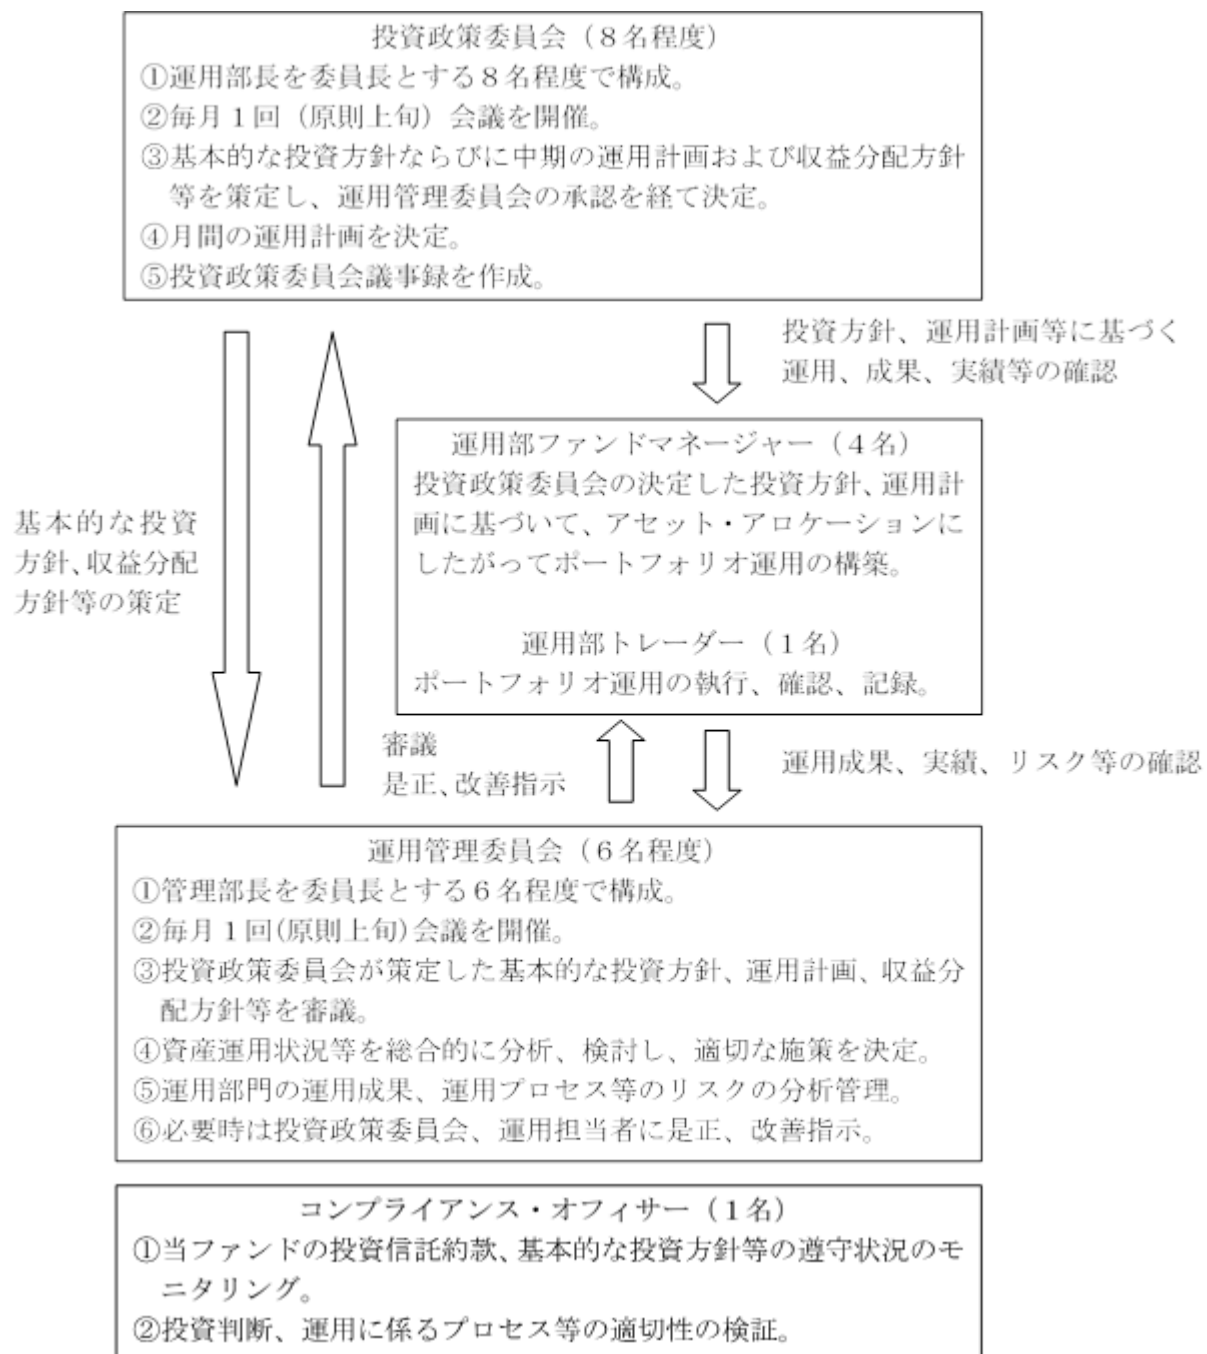 投資政策委員会（８名程度）
①運用部長を委員長とする８名程度で構成。
②毎月１回（原則上旬）会議を開催。
③基本的な投資方針ならびに中期の運用計画および収益分配方針
等を策定し、運用管理委員会の承認を経て決定。
④月間の運用計画を決定。
⑤投資政策委員会議事録を作成。
投資方針、運用計画等に基づく
運用、成果、実績等の確認
運用部ファンドマネージャー（４名）
投資政策委員会の決定した投資方針、運用計
画に基づいて、アセット・アロケーションに
したがってポートフォリオ運用の構築。
運用部トレーダー（１名）
ポートフォリオ運用の執行、確認、記録。
基本的な投資
方針、収益分配
方針等の策定
審議
是正、改善指示
運用成果、実績、リスク等の確認
運用管理委員会（６名程度）
①管理部長を委員長とする６名程度で構成。
②毎月１回(原則上旬)会議を開催。
③投資政策委員会が策定した基本的な投資方針、運用計画、収益分
配方針等を審議。
④資産運用状況等を総合的に分析、検討し、適切な施策を決定。
⑤運用部門の運用成果、運用プロセス等のリスクの分析管理。
⑥必要時は投資政策委員会、運用担当者に是正、改善指示。
コンプライアンス・オフィサー（１名）
①当ファンドの投資信託約款、基本的な投資方針等の遵守状況のモ
ニタリング。
②投資判断、運用に係るプロセス等の適切性の検証。